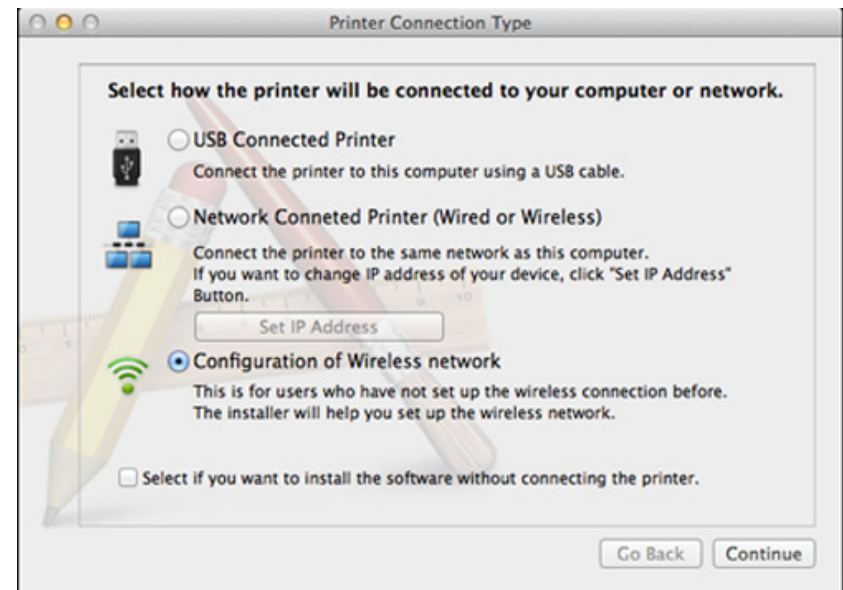 Printer Connection Type
Select how the printer will be connected to your computer or network.
USB Connected Printer
Connect the printer to this computer using a USB cable.
Network Conneted Printer (Wired or Wireless)
Connect the printer to the same network as this computer.
If you want to change IP address of your device, click "Set IP Address"
Button.
Set IP Address
Configuration of Wireless network
This is for users who have not set up the wireless connection before.
The installer will help you set up the wireless network.
Select if you want to install the software without connecting the printer.
Go Back Continue